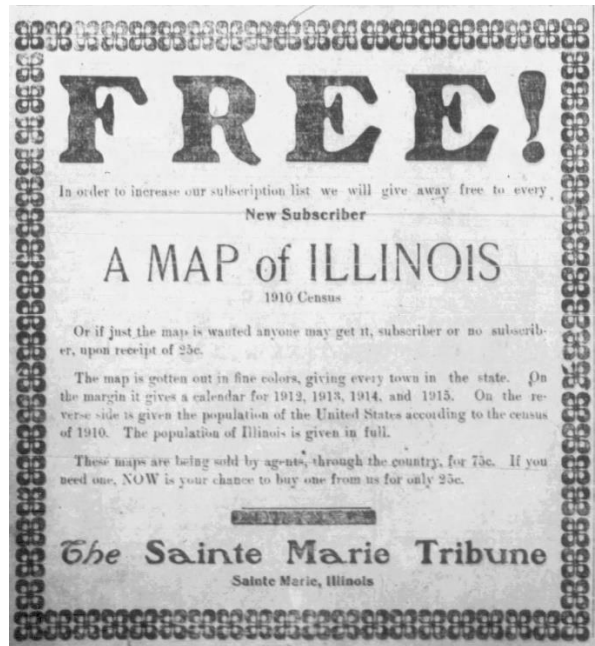 FREE!
In order to increase our subscription list we will give away free to every
New Subscriber
A MAP of ILLINOIS
1910 Census
Or if just the map is wanted anyone may get it, subscriber or no subscrib-
er, upon receipt of 25c.
The map is gotten out in fine colors, giving every town in the state. On
the margin it gives a calendar for 1912, 1913, 1914, and 1915. On the re-
verse side is given the population of the United States according to the census
of 1910. The population of Illinois is given in full.
These maps are being sold by agents, through the country, for 75c. If you
need one, NOW is your chance to buy one from us for only 25c.
The Sainte Marie Tribune
Sainte Marie, Illinois